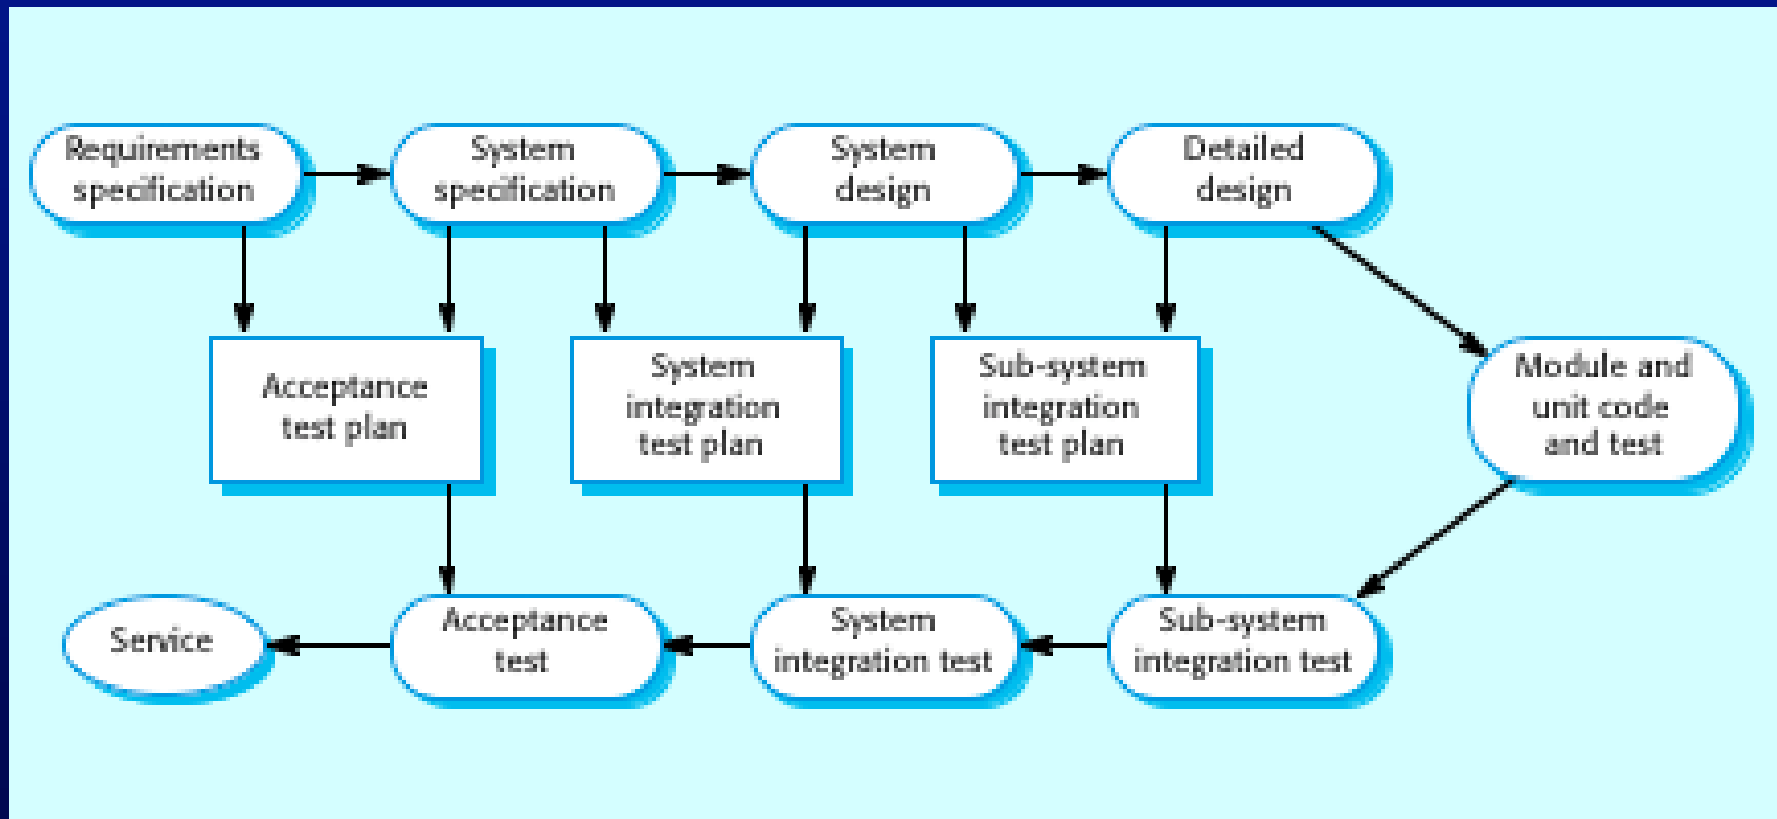 Requirements
specification
System
specification
System
design
Detailed
design
Acceptance
test plan
System
integration
test plan
Sub-system
integration
test plan
Module and
unit code
and test
Service
Acceptance
test
System
integration test
Sub-system
integration test